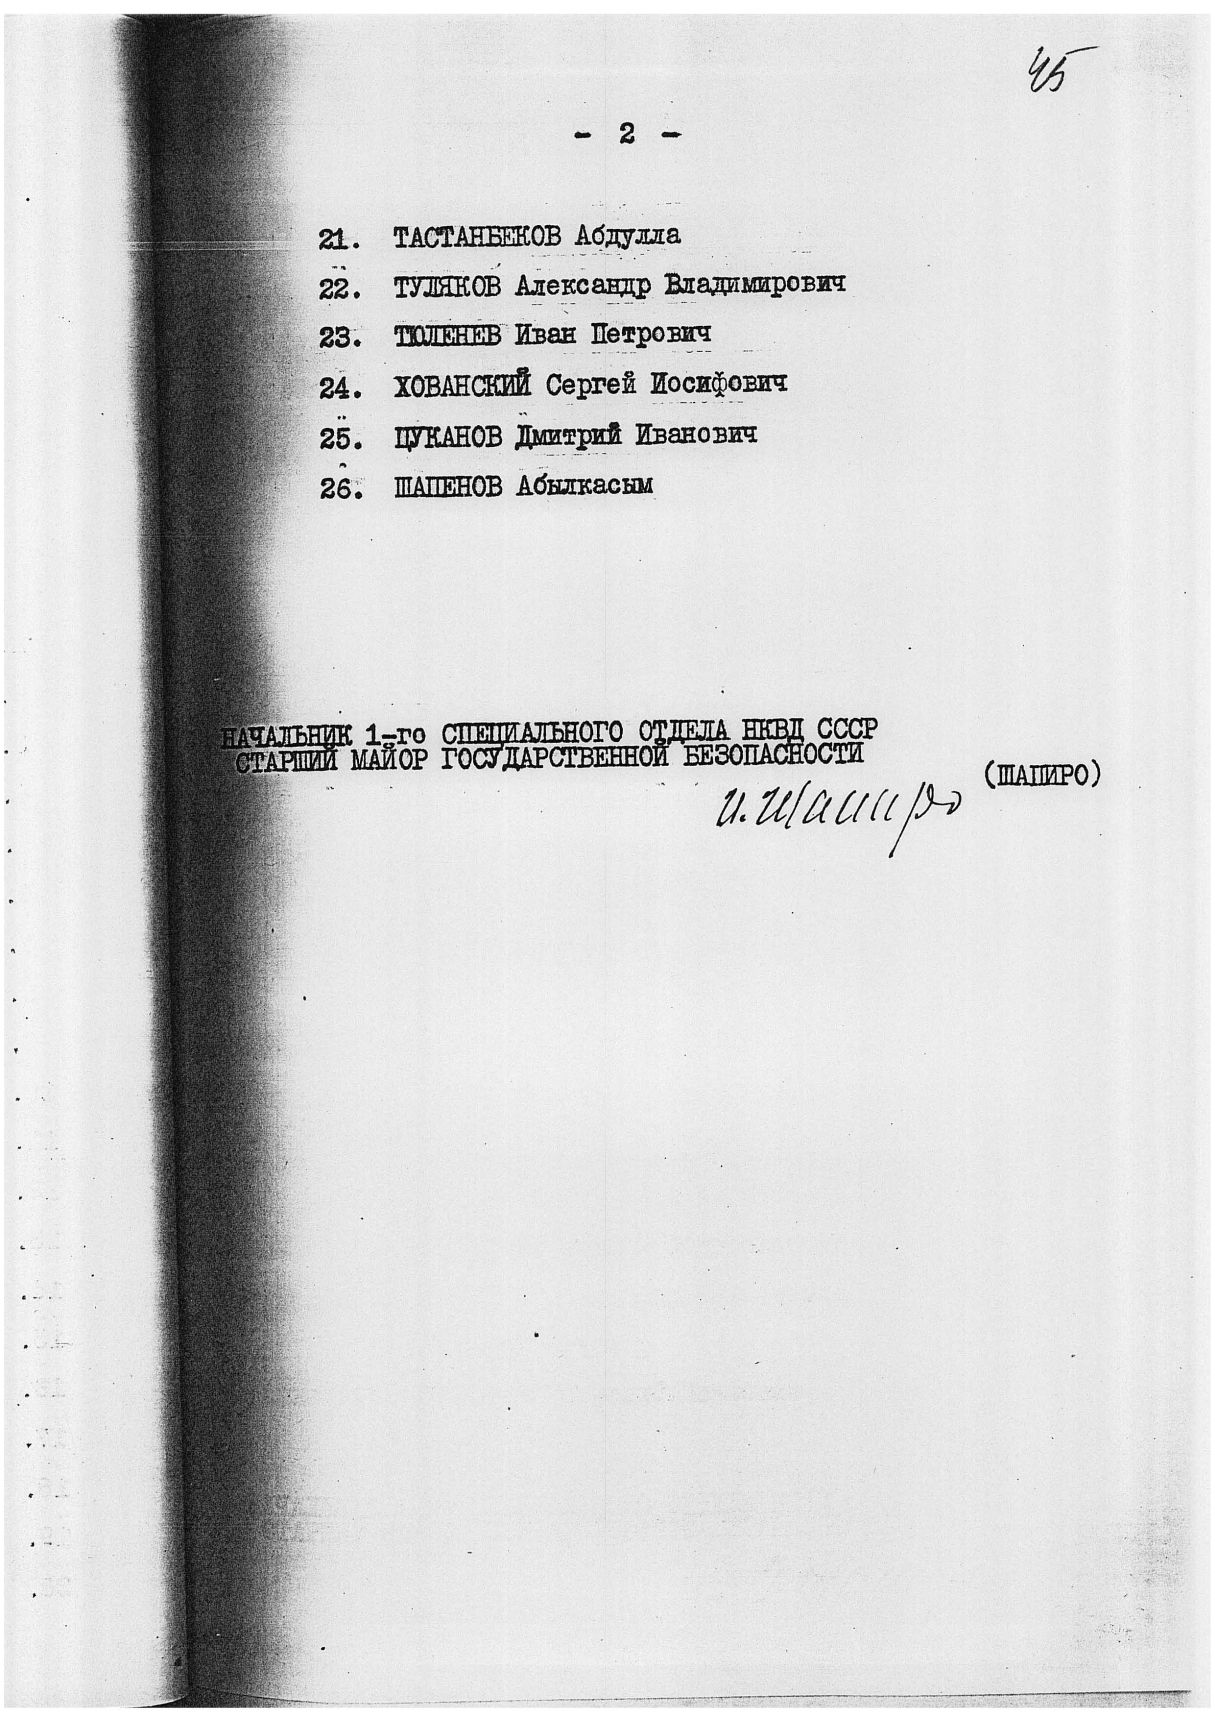 45
- 2 -
21. ТАСТАНБЕКОВ Абдулла
22. ТУЛЯКОВ Александр Владимирович
23. ТЮЛЕНЕВ Иван Петрович
24. ХОВАНСКИЙ Сергей Иосифович
25. ЦУКАНОВ Дмитрий Иванович
26. ШАПЕНОВ Абылкасым
НАЧАЛЬНИК 1-го СПЕЦИАЛЬНОГО ОТДЕЛА НКВД СССР
СТАРШИЙ МАЙОР ГОСУДАРСТВЕННОЙ БЕЗОПАСНОСТИ
(ШАПИРО)
И. Шапиро